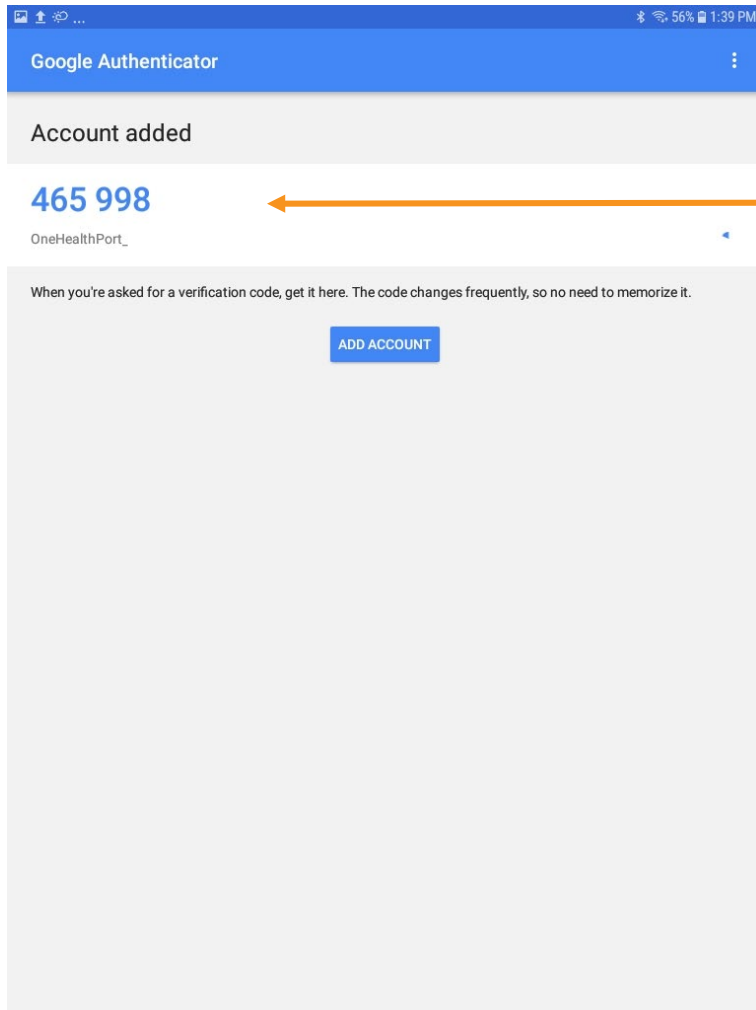 ... 56% 1:39 PM
Google Authenticator
Account added
465 998
OneHealthPort_
When you're asked for a verification code, get it here. The code changes frequently, so no need to memorize it.
ADD ACCOUNT